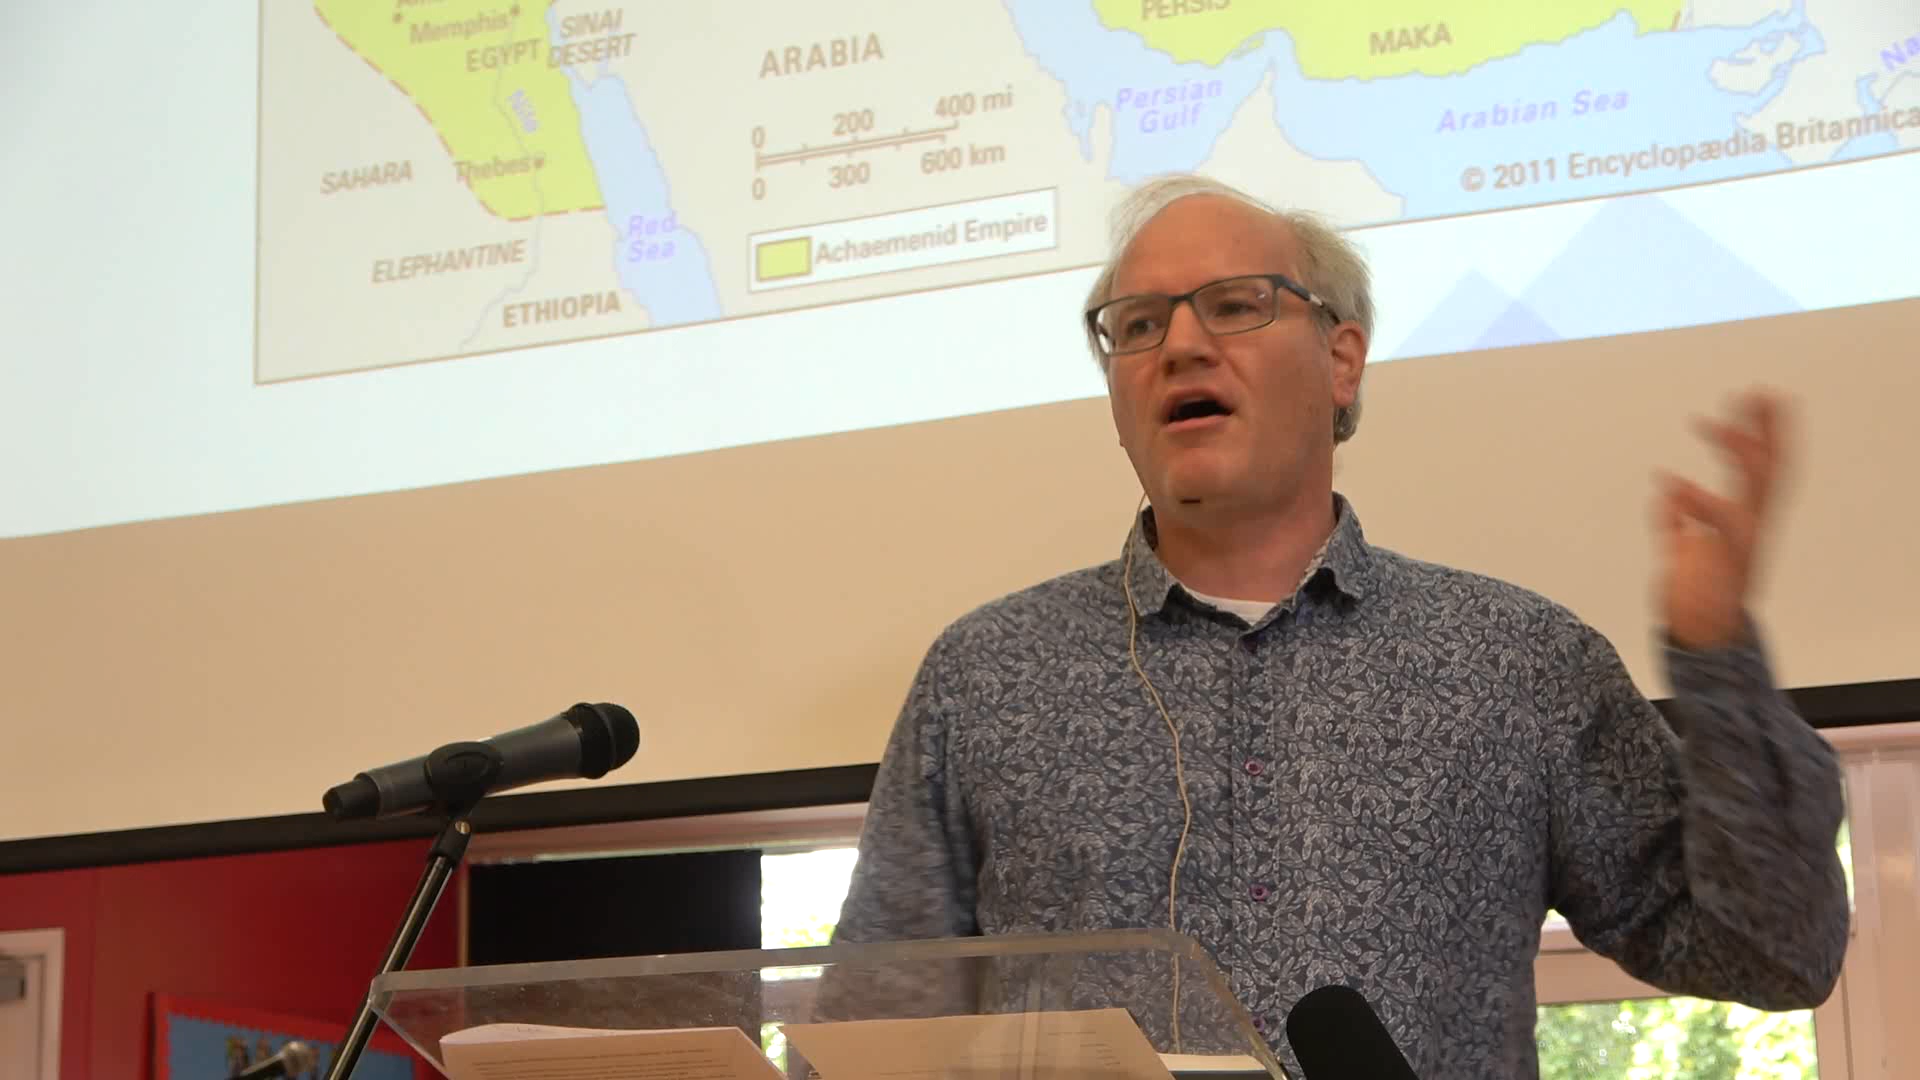 PERSIS
Memphis
SINAI
DESERT
EGYPT
ARABIA
MAKA
Persian
Gulf
Arabian Sea
Nile
0 200 400 mi
0 300 600 km
© 2011 Encyclopædia Britannica
SAHARA
Thebes
Red
Sea
Achaemenid Empire
ELEPHANTINE
ETHIOPIA